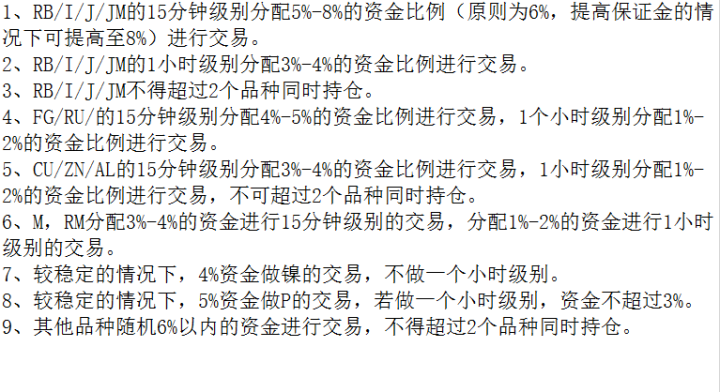 1、RB/I/J/JM的15分钟级别分配5%-8%的资金比例（原则为6%，提高保证金的情
况下可提高至8%）进行交易。
2、RB/I/J/JM的1小时级别分配3%-4%的资金比例进行交易。
3、RB/I/J/JM不得超过2个品种同时持仓。
4、FG/RU/的15分钟级别分配4%-5%的资金比例进行交易，1个小时级别分配1%-
2%的资金比例进行交易。
5、CU/ZN/AL的15分钟级别分配3%-4%的资金比例进行交易，1小时级别分配1%-
2%的资金比例进行交易，不可超过2个品种同时持仓。
6、M，RM分配3%-4%的资金进行15分钟级别的交易，分配1%-2%的资金进行1小时
级别的交易。
7、较稳定的情况下，4%资金做镍的交易，不做一个小时级别。
8、较稳定的情况下，5%资金做P的交易，若做一个小时级别，资金不超过3%。
9、其他品种随机6%以内的资金进行交易，不得超过2个品种同时持仓。